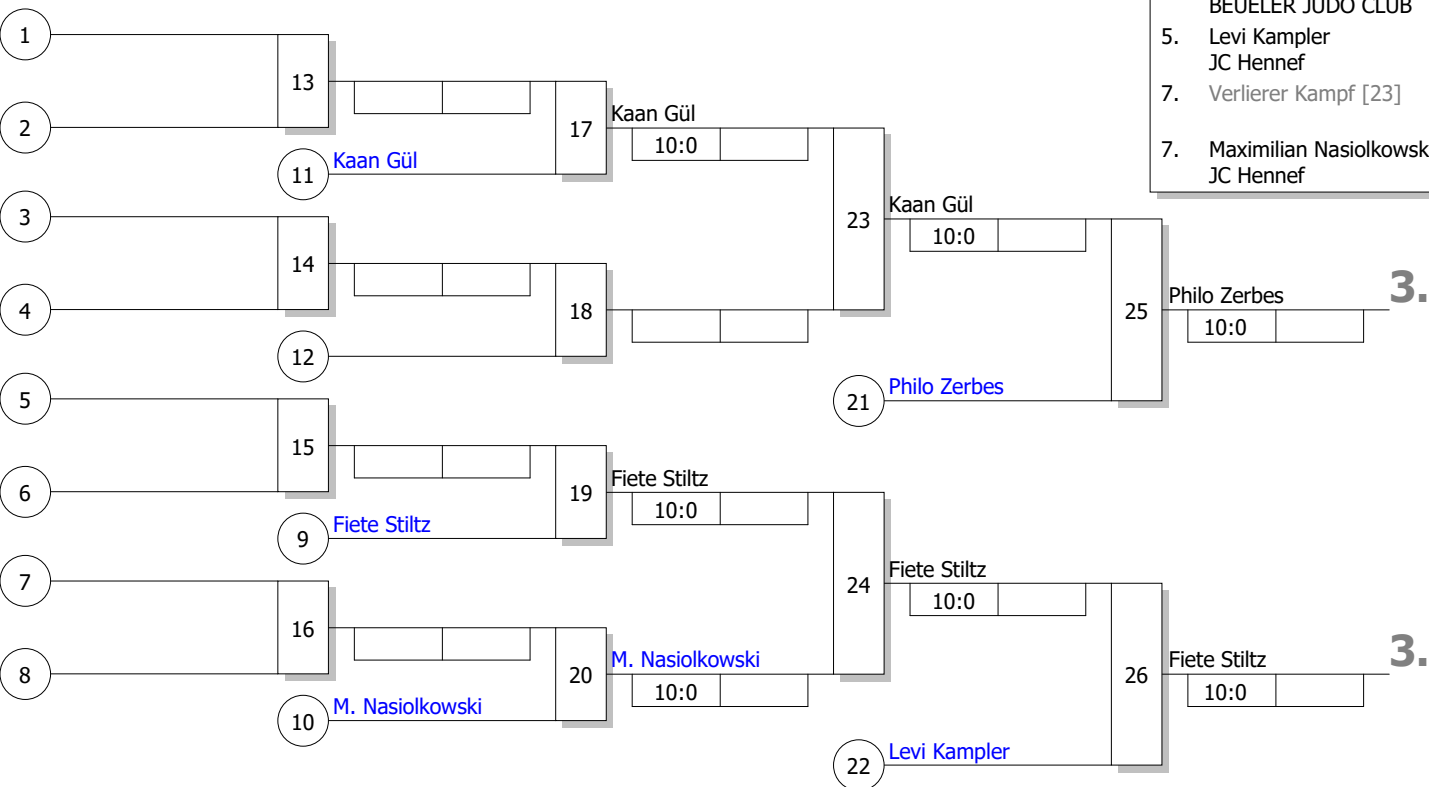 BEUELER JUDO CLUB
5. Levi Kampler
JC Hennef
7. Verlierer Kampf [23]
7. Maximilian Nasiolkowsk
JC Hennef
1
13
2
17
Kaan Gül
10:0
11
Kaan Gül
3
23
Kaan Gül
10:0
14
4
18
12
25
Philo Zerbes
10:0
3.
21
Philo Zerbes
5
15
6
19
Fiete Stiltz
10:0
9
Fiete Stiltz
7
24
Fiete Stiltz
10:0
16
8
20
M. Nasiolkowski
10:0
10
M. Nasiolkowski
26
Fiete Stiltz
10:0
3.
22
Levi Kampler